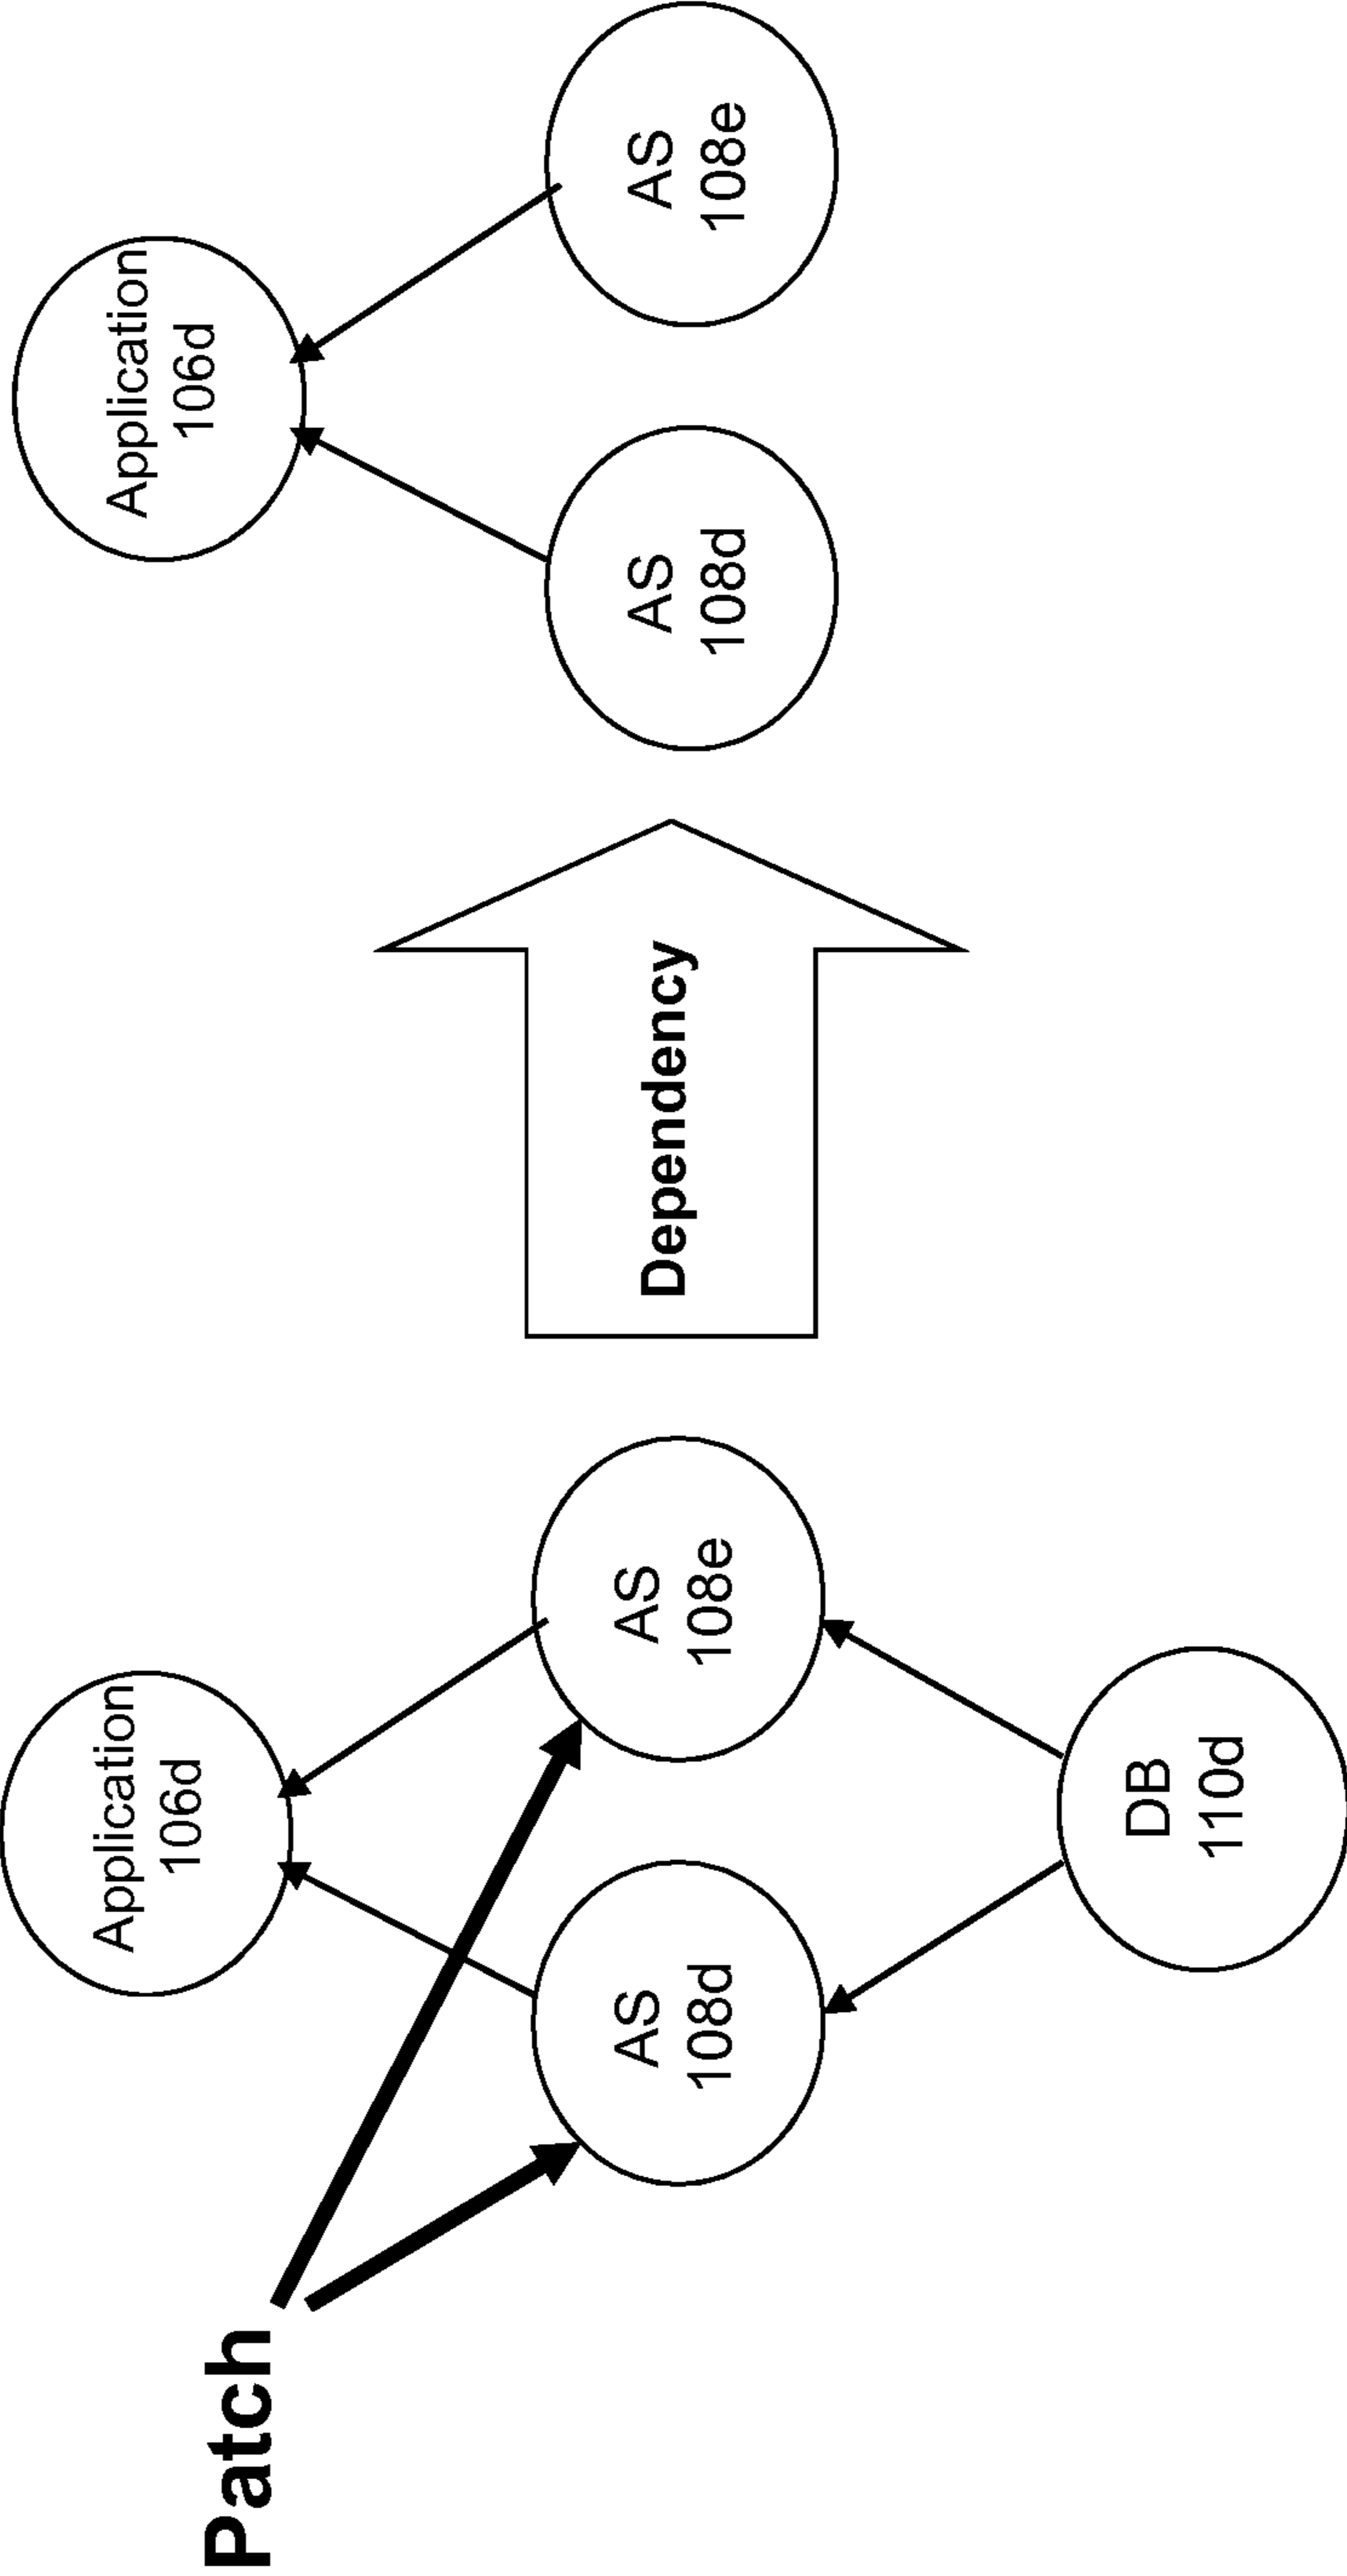 Patch
Application
106d
AS
108d
AS
108e
DB
110d
Dependency
Application
106d
AS
108d
AS
108e